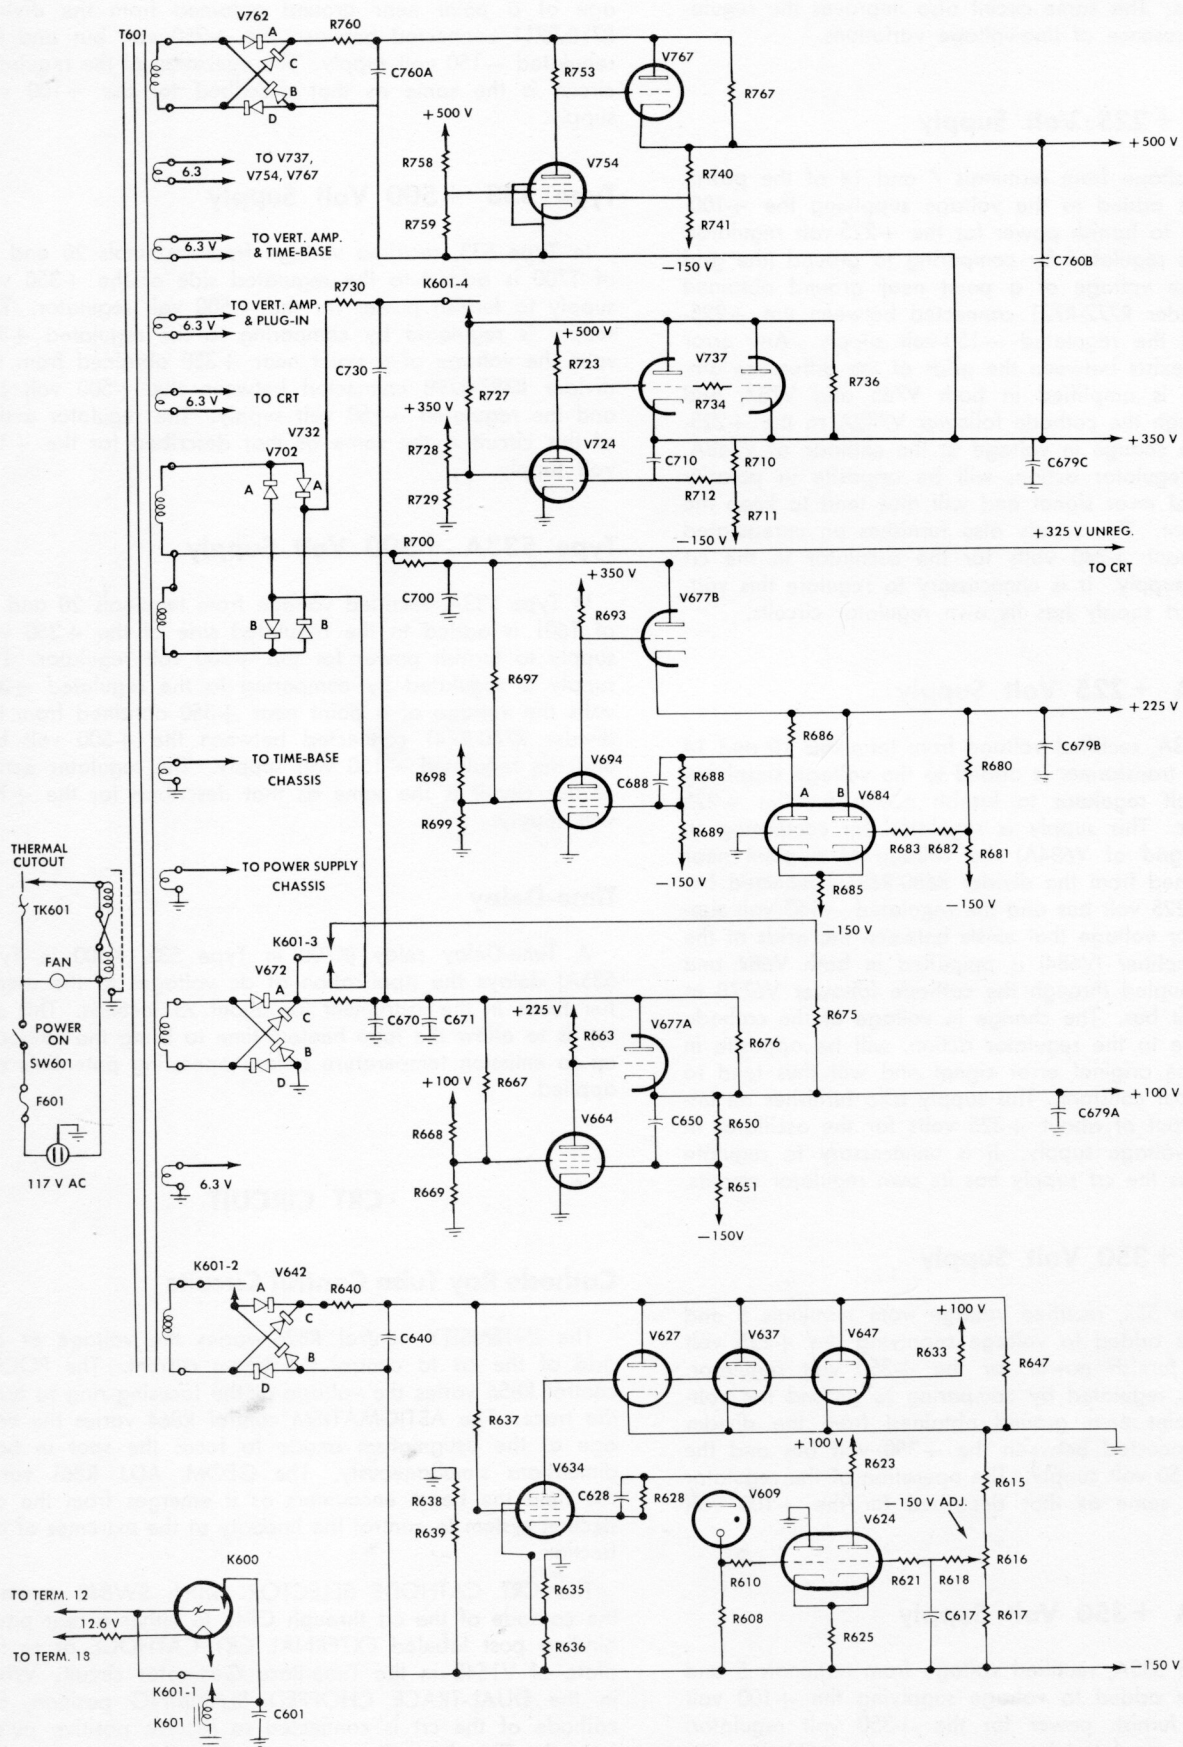 T601
V762
A
C
B
D
R760
C760A
R753
V767
R767
+500 V
6.3
TO V737,
V754, V767
+500 V
R758
R759
V754
R740
R741
—150 V
6.3 V
TO VERT. AMP.
& TIME-BASE
C760B
R730
K601-4
6.3 V
TO VERT. AMP.
& PLUG-IN
C730
+500 V
R723
R727
V737
R734
R736
6.3 V
TO CRT
V732
V702
A
A
B
B
+350 V
R728
R729
V724
C710
R710
R712
R711
—150 V
+350 V
C679C
+325 V UNREG.
TO CRT
R700
C700
+350 V
R693
V677B
R697
+225 V
R686
C679B
R680
TO TIME-BASE
CHASSIS
R698
R699
V694
C688
R688
R689
—150 V
A
B
V684
R683
R682
R681
—150 V
R685
—150 V
THERMAL
CUTOUT
TK601
FAN
POWER
ON
SW601
F601
117 V AC
TO POWER SUPPLY
CHASSIS
K601-3
V672
A
C
B
D
C670
C671
+225 V
R663
V677A
R676
R675
+100 V
R667
R668
R669
V664
C650
R650
R651
—150V
+100 V
C679A
6.3 V
K601-2
V642
A
C
B
D
R640
C640
V627
V637
V647
+100 V
R633
R647
R637
R638
R639
V634
C628
R628
+100 V
R623
V609
V624
—150 V ADJ.
R615
R616
R617
R610
R608
R621
R618
C617
R625
R635
R636
—150 V
K600
TO TERM. 12
12.6 V
TO TERM. 18
K601-1
K601
C601